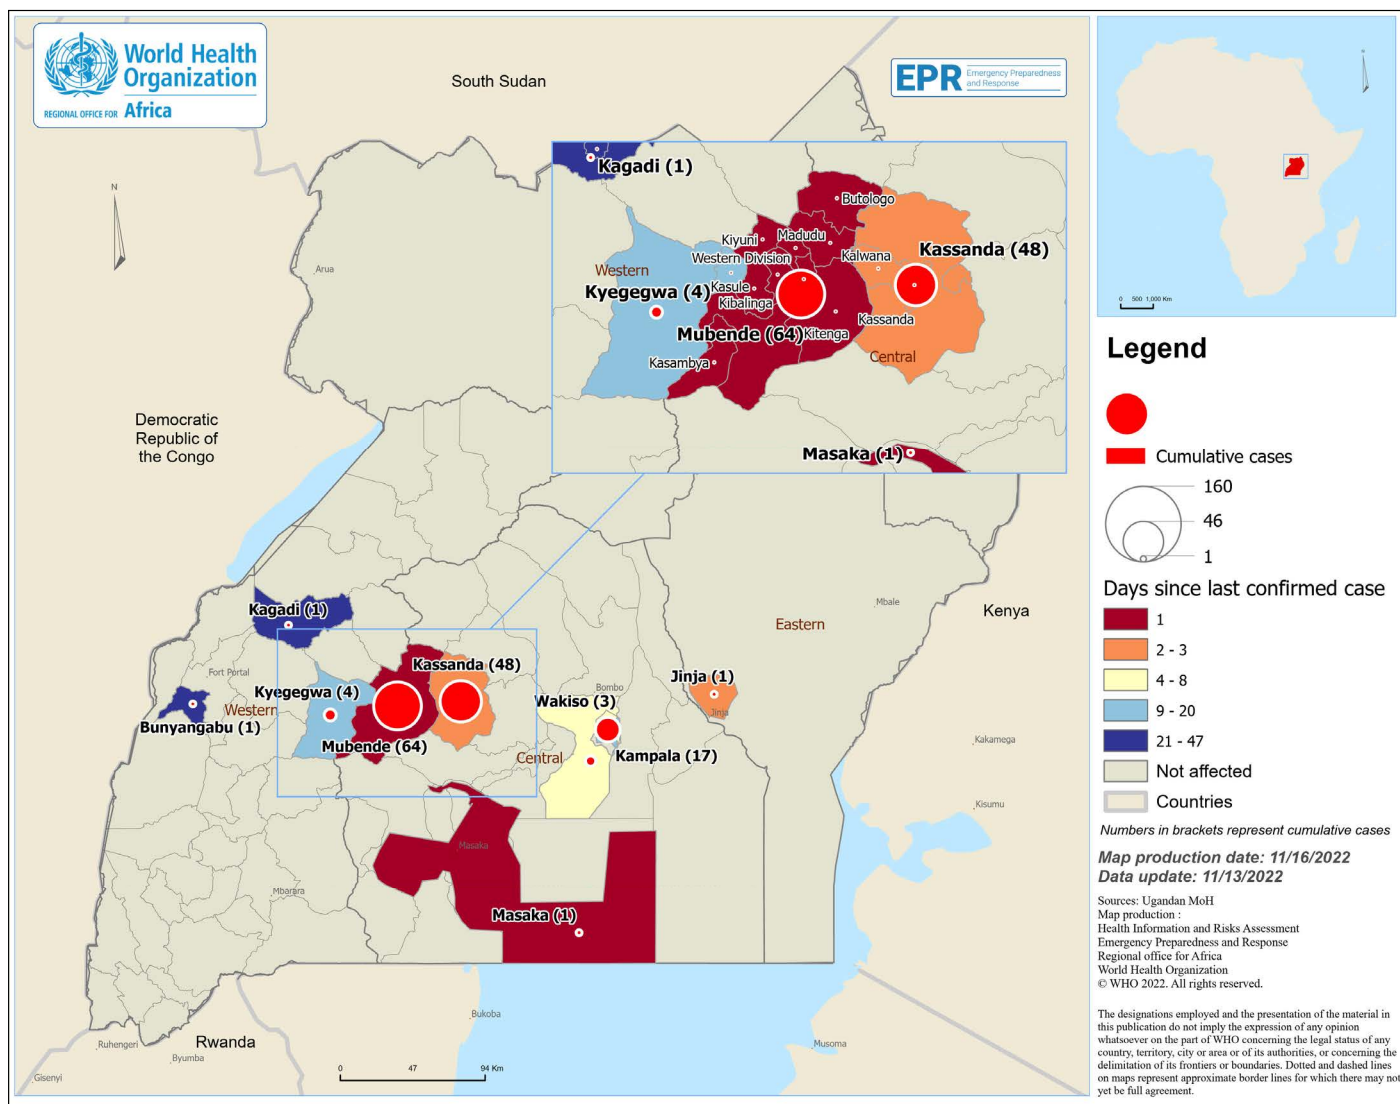 World Health
Organization
REGIONAL OFFICE FOR Africa
South Sudan
EPR Emergency Preparedness
and Response
N
Kagadi (1)
Butologo
Kiyuni
Madudu
Kassanda (48)
Western Division
Kalwana
Western
Kyegegwa (4)
Kasule
Kibalinga
Kassanda
Mubende (64)
Kitenga
Central
Kasambya
Masaka (1)
Arua
Democratic
Republic of
the Congo
Kagadi (1)
Mbale
Kenya
Eastern
Kassanda (48)
Fort Portal
Jinja (1)
Kyegegwa (4)
Bombo
Wakiso (3)
Western
Jinja
Bunyangabu (1)
Mubende (64)
Kampala (17)
Central
Kakamega
Kisumu
Masaka
Mbarara
Masaka (1)
Bukoba
Rwanda
Ruhengeri
Byumba
Musoma
Gisenyi
0 47 94 Km
0 500 1,000 Km
Legend
Cumulative cases
160
46
1
Days since last confirmed case
1
2 - 3
4 - 8
9 - 20
21 - 47
Not affected
Countries
Numbers in brackets represent cumulative cases
Map production date: 11/16/2022
Data update: 11/13/2022
Sources: Ugandan MoH
Map production :
Health Information and Risks Assessment
Emergency Preparedness and Response
Regional office for Africa
World Health Organization
© WHO 2022. All rights reserved.
The designations employed and the presentation of the material in
this publication do not imply the expression of any opinion
whatsoever on the part of WHO concerning the legal status of any
country, territory, city or area or of its authorities, or concerning the
delimitation of its frontiers or boundaries. Dotted and dashed lines
on maps represent approximate border lines for which there may not
yet be full agreement.